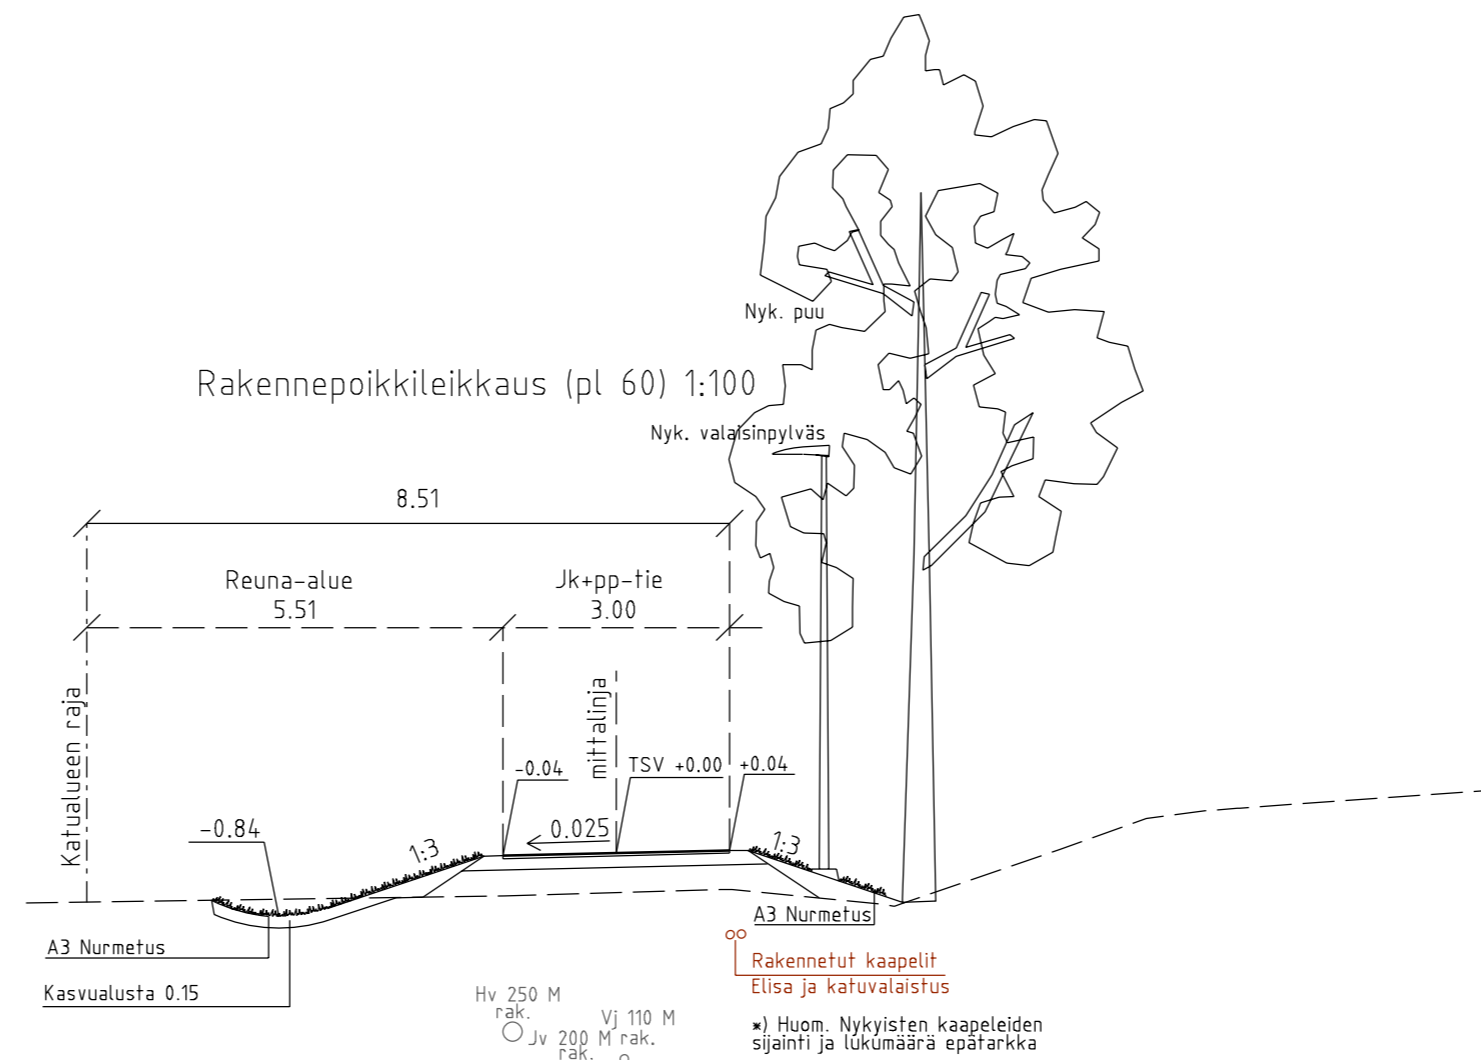 Nyk. puu
Rakennepoikkileikkaus (pl 60) 1:100
Nyk. valaisinpylväs
8.51
Reuna-alue
5.51
Jk+pp-tie
3.00
Katualueen raja
mittalinja
-0.04
TSV +0.00
+0.04
-0.84
1:3
0.025
1:3
A3 Nurmetus
A3 Nurmetus
Kasvualusta 0.15
Rakennetut kaapelit
Elisa ja katuvalaistus
Hv 250 M
rak.
Vj 110 M
rak.
Jv 200 M
rak.
*) Huom. Nykyisten kaapeleiden
sijainti ja lukumäärä epätarkka